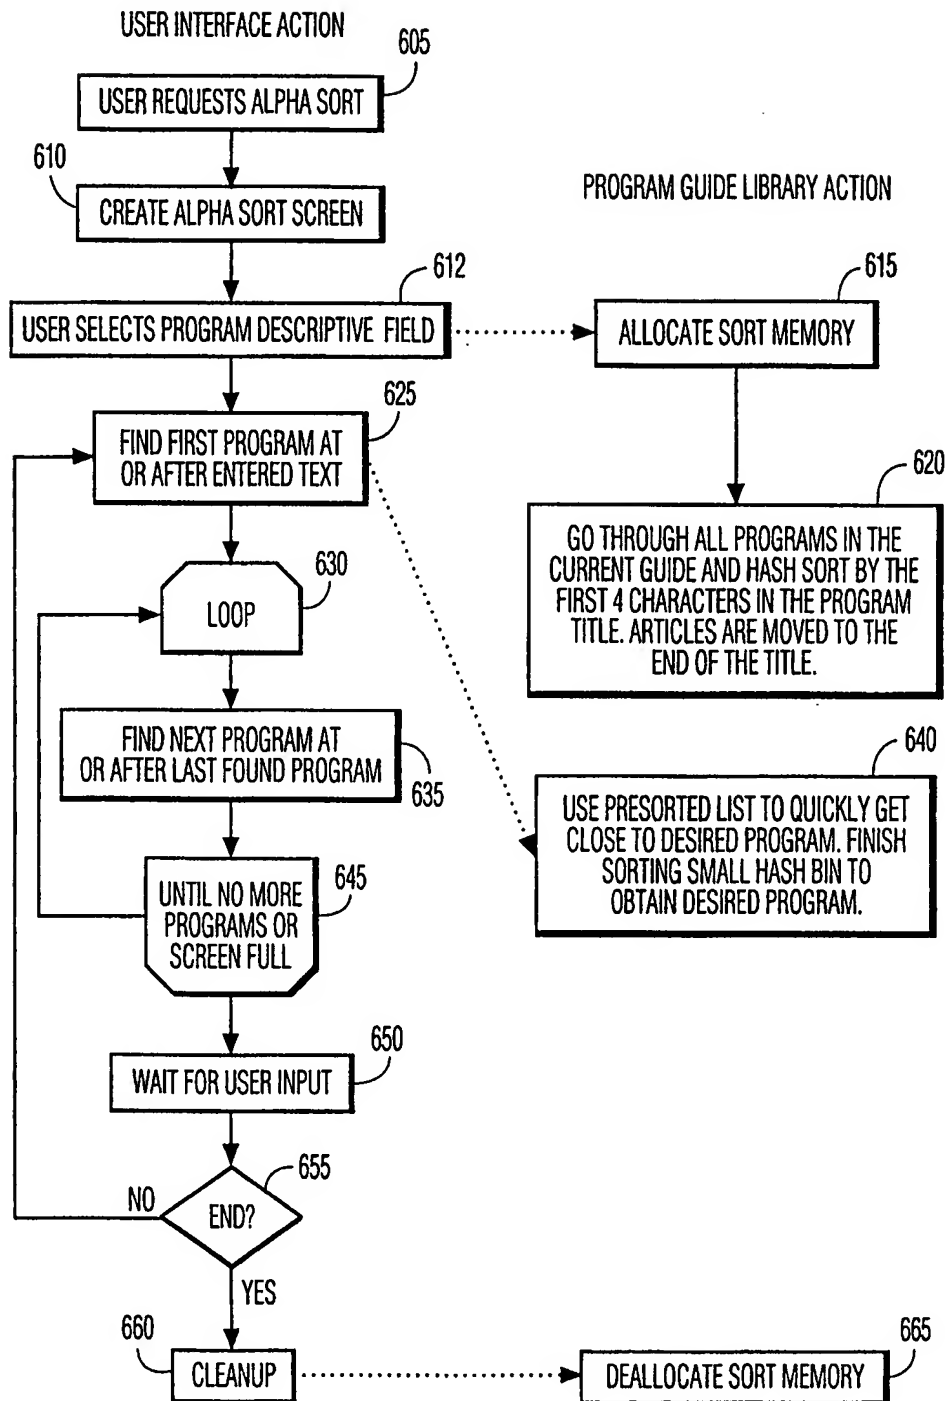 USER INTERFACE ACTION
605
USER REQUESTS ALPHA SORT
610
CREATE ALPHA SORT SCREEN
PROGRAM GUIDE LIBRARY ACTION
612
USER SELECTS PROGRAM DESCRIPTIVE FIELD
615
ALLOCATE SORT MEMORY
625
FIND FIRST PROGRAM AT
OR AFTER ENTERED TEXT
620
GO THROUGH ALL PROGRAMS IN THE
CURRENT GUIDE AND HASH SORT BY THE
FIRST 4 CHARACTERS IN THE PROGRAM
TITLE. ARTICLES ARE MOVED TO THE
END OF THE TITLE.
630
LOOP
FIND NEXT PROGRAM AT
OR AFTER LAST FOUND PROGRAM
635
640
USE PRESORTED LIST TO QUICKLY GET
CLOSE TO DESIRED PROGRAM. FINISH
SORTING SMALL HASH BIN TO
OBTAIN DESIRED PROGRAM.
645
UNTIL NO MORE
PROGRAMS OR
SCREEN FULL
650
WAIT FOR USER INPUT
655
NO
END?
YES
660
CLEANUP
665
DEALLOCATE SORT MEMORY